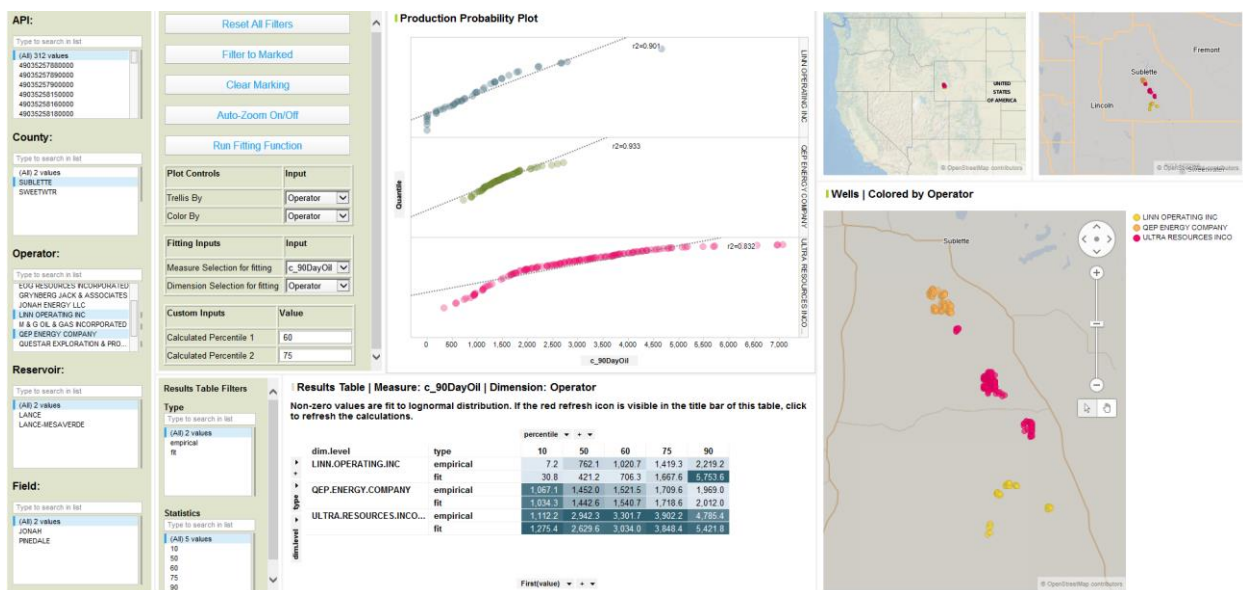 API:
Type to search in list
(All) 312 values
49035257880000
49035257890000
49035257900000
49035258150000
49035258160000
49035258180000
County:
Type to search in list
(All) 2 values
SUBLETTE
SWEETWTR
Operator:
Type to search in list
EOG RESOURCES INCORPORATED
GRYNBERG JACK & ASSOCIATES
JONAH ENERGY LLC
LINN OPERATING INC
M & G OIL & GAS INCORPORATED
QEP ENERGY COMPANY
QUESTAR EXPLORATION & PRO...
Reservoir:
Type to search in list
(All) 2 values
LANCE
LANCE-MESAVERDE
Field:
Type to search in list
(All) 2 values
JONAH
PINEDALE
Reset All Filters
Filter to Marked
Clear Marking
Auto-Zoom On/Off
Run Fitting Function
Plot Controls Input
Trellis By Operator
Color By Operator
Fitting Inputs Input
Measure Selection for fitting c_90DayOil
Dimension Selection for fitting Operator
Custom Inputs Value
Calculated Percentile 1 60
Calculated Percentile 2 75
Production Probability Plot
r2=0.901
LINN OPERATING INC
r2=0.933
QEP ENERGY COMPANY
r2=0.832
ULTRA RESOURCES INCO...
Quantile
0 500 1,000 1,500 2,000 2,500 3,000 3,500 4,000 4,500 5,000 5,500 6,000 6,500 7,000
c_90DayOil
Results Table Filters
Type
Type to search in list
(All) 2 values
empirical
fit
Statistics
Type to search in list
(All) 5 values
10
50
60
75
90
Results Table | Measure: c_90DayOil | Dimension: Operator
Non-zero values are fit to lognormal distribution. If the red refresh icon is visible in the title bar of this table, click
to refresh the calculations.
percentile
dim.level type 10 50 60 75 90
LINN.OPERATING.INC empirical 7.2 762.1 1,020.7 1,419.3 2,219.2
fit 30.8 421.2 706.3 1,667.6 5,753.6
QEP.ENERGY.COMPANY empirical 1,067.1 1,452.0 1,521.5 1,709.6 1,969.0
fit 1,034.3 1,442.6 1,540.7 1,718.6 2,012.0
ULTRA.RESOURCES.INCO... empirical 1,112.2 2,942.3 3,301.7 3,902.2 4,785.4
fit 1,275.4 2,629.6 3,034.0 3,848.4 5,421.8
type
dim.level
First(value)
UNITED
STATES
OF AMERICA
© OpenStreetMap contributors
Fremont
Sublette
Lincoln
© OpenStreetMap contributors
Wells | Colored by Operator
Sublette
LINN OPERATING INC
QEP ENERGY COMPANY
ULTRA RESOURCES INCO
© OpenStreetMap contributors